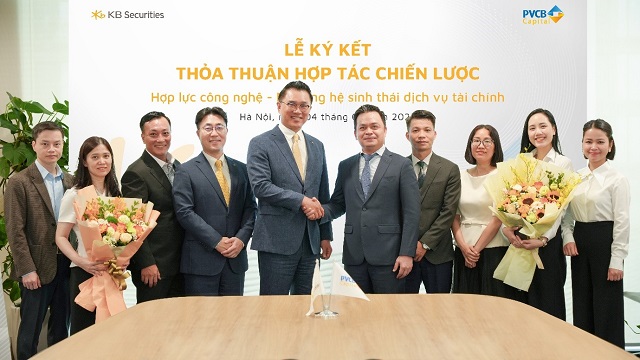 KB Securities
PVCB
Capital
LỄ KÝ KẾT
THỎA THUẬN HỢP TÁC CHIẾN LƯỢC
Hợp lực công nghệ - hệ sinh thái dịch vụ tài chính
Hà Nội, 04 tháng
PVCB